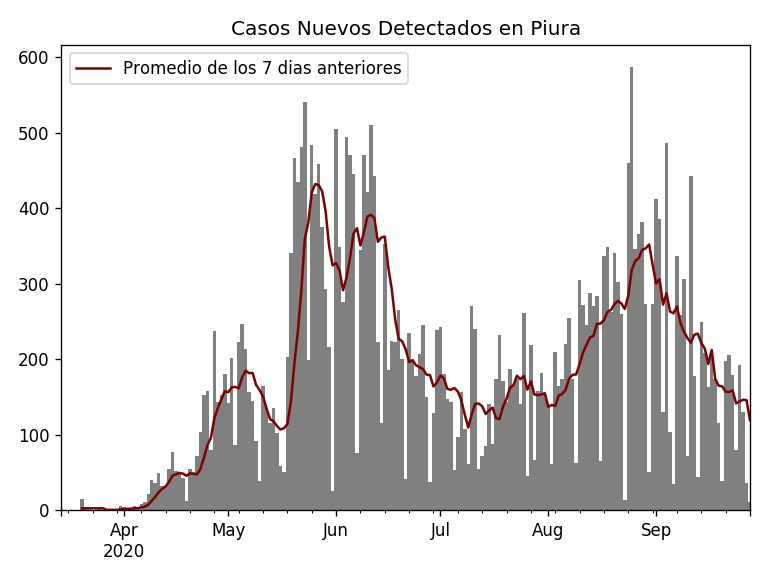 Casos Nuevos Detectados en Piura
Promedio de los 7 dias anteriores
600
500
400
300
200
100
0
Apr May Jun Jul Aug Sep
2020